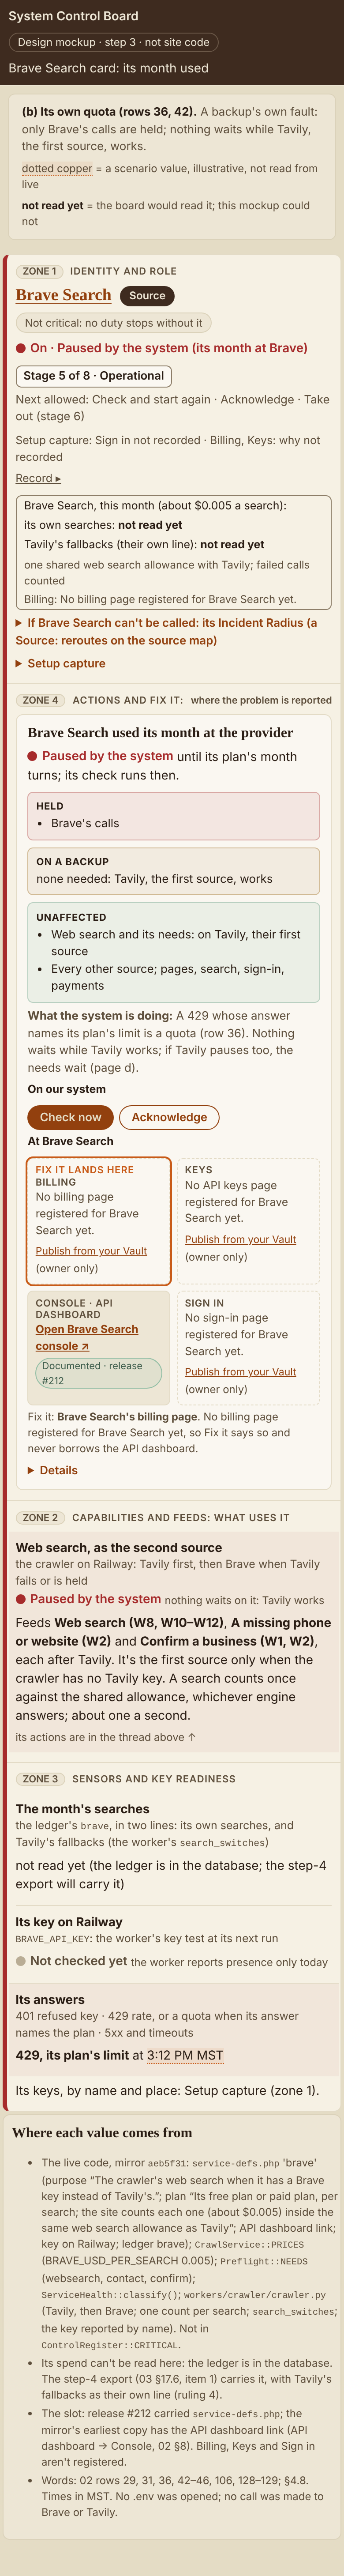 System Control Board
Design mockup · step 3 · not site code
Brave Search card: its month used
(b) Its own quota (rows 36, 42). A backup's own fault:
only Brave's calls are held; nothing waits while Tavily,
the first source, works.
dotted copper = a scenario value, illustrative, not read from
live
not read yet = the board would read it; this mockup could
not
ZONE 1 IDENTITY AND ROLE
Brave Search Source
Not critical: no duty stops without it
On · Paused by the system (its month at Brave)
Stage 5 of 8 · Operational
Next allowed: Check and start again · Acknowledge · Take
out (stage 6)
Setup capture: Sign in not recorded · Billing, Keys: why not
recorded
Record ▸
Brave Search, this month (about $0.005 a search):
its own searches: not read yet
Tavily's fallbacks (their own line): not read yet
one shared web search allowance with Tavily; failed calls
counted
Billing: No billing page registered for Brave Search yet.
▶ If Brave Search can't be called: its Incident Radius (a
Source: reroutes on the source map)
▶ Setup capture
ZONE 4 ACTIONS AND FIX IT: where the problem is reported
Brave Search used its month at the provider
Paused by the system until its plan's month
turns; its check runs then.
HELD
• Brave's calls
ON A BACKUP
none needed: Tavily, the first source, works
UNAFFECTED
• Web search and its needs: on Tavily, their first
source
• Every other source; pages, search, sign-in,
payments
What the system is doing: A 429 whose answer
names its plan's limit is a quota (row 36). Nothing
waits while Tavily works; if Tavily pauses too, the
needs wait (page d).
On our system
Check now Acknowledge
At Brave Search
FIX IT LANDS HERE
BILLING
No billing page
registered for Brave
Search yet.
Publish from your Vault
(owner only)
KEYS
No API keys page
registered for Brave
Search yet.
Publish from your Vault
(owner only)
CONSOLE · API
DASHBOARD
Open Brave Search
console ↗
Documented · release
#212
SIGN IN
No sign-in page
registered for Brave
Search yet.
Publish from your Vault
(owner only)
Fix it: Brave Search's billing page. No billing page
registered for Brave Search yet, so Fix it says so and
never borrows the API dashboard.
▶ Details
ZONE 2 CAPABILITIES AND FEEDS: WHAT USES IT
Web search, as the second source
the crawler on Railway: Tavily first, then Brave when Tavily
fails or is held
Paused by the system nothing waits on it: Tavily works
Feeds Web search (W8, W10–W12), A missing phone
or website (W2) and Confirm a business (W1, W2),
each after Tavily. It's the first source only when the
crawler has no Tavily key. A search counts once
against the shared allowance, whichever engine
answers; about one a second.
its actions are in the thread above ↑
ZONE 3 SENSORS AND KEY READINESS
The month's searches
the ledger's brave, in two lines: its own searches, and
Tavily's fallbacks (the worker's search_switches)
not read yet (the ledger is in the database; the step-4
export will carry it)
Its key on Railway
BRAVE_API_KEY: the worker's key test at its next run
Not checked yet the worker reports presence only today
Its answers
401 refused key · 429 rate, or a quota when its answer
names the plan · 5xx and timeouts
429, its plan's limit at 3:12 PM MST
Its keys, by name and place: Setup capture (zone 1).
Where each value comes from
• The live code, mirror aeb5f31: service-defs.php 'brave'
(purpose “The crawler's web search when it has a Brave
key instead of Tavily's.”; plan “Its free plan or paid plan, per
search; the site counts each one (about $0.005) inside the
same web search allowance as Tavily”; API dashboard link;
key on Railway; ledger brave); CrawlService::PRICES
(BRAVE_USD_PER_SEARCH 0.005); Preflight::NEEDS
(websearch, contact, confirm);
ServiceHealth::classify(); workers/crawler/crawler.py
(Tavily, then Brave; one count per search; search_switches;
the key reported by name). Not in
ControlRegister::CRITICAL.
• Its spend can't be read here: the ledger is in the database.
The step-4 export (03 §17.6, item 1) carries it, with Tavily's
fallbacks as their own line (ruling 4).
• The slot: release #212 carried service-defs.php; the
mirror's earliest copy has the API dashboard link (API
dashboard → Console, 02 §8). Billing, Keys and Sign in
aren't registered.
• Words: 02 rows 29, 31, 36, 42–46, 106, 128–129; §4.8.
Times in MST. No .env was opened; no call was made to
Brave or Tavily.